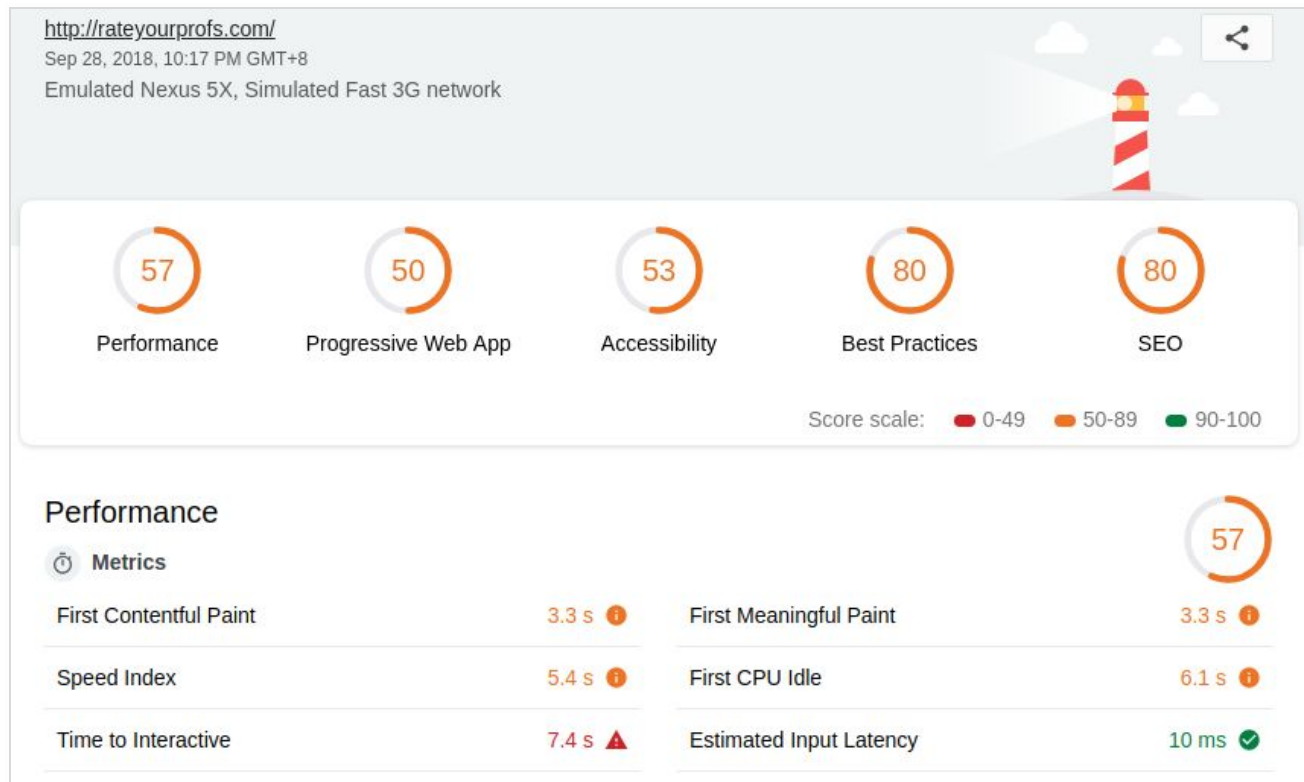 http://rateyourprofs.com/
Sep 28, 2018, 10:17 PM GMT+8
Emulated Nexus 5X, Simulated Fast 3G network
57 50 53 80 80
Performance Progressive Web App Accessibility Best Practices SEO
Score scale: 0-49 50-89 90-100
Performance
57
Metrics
First Contentful Paint 3.3 s First Meaningful Paint 3.3 s
Speed Index 5.4 s First CPU Idle 6.1 s
Time to Interactive 7.4 s Estimated Input Latency 10 ms